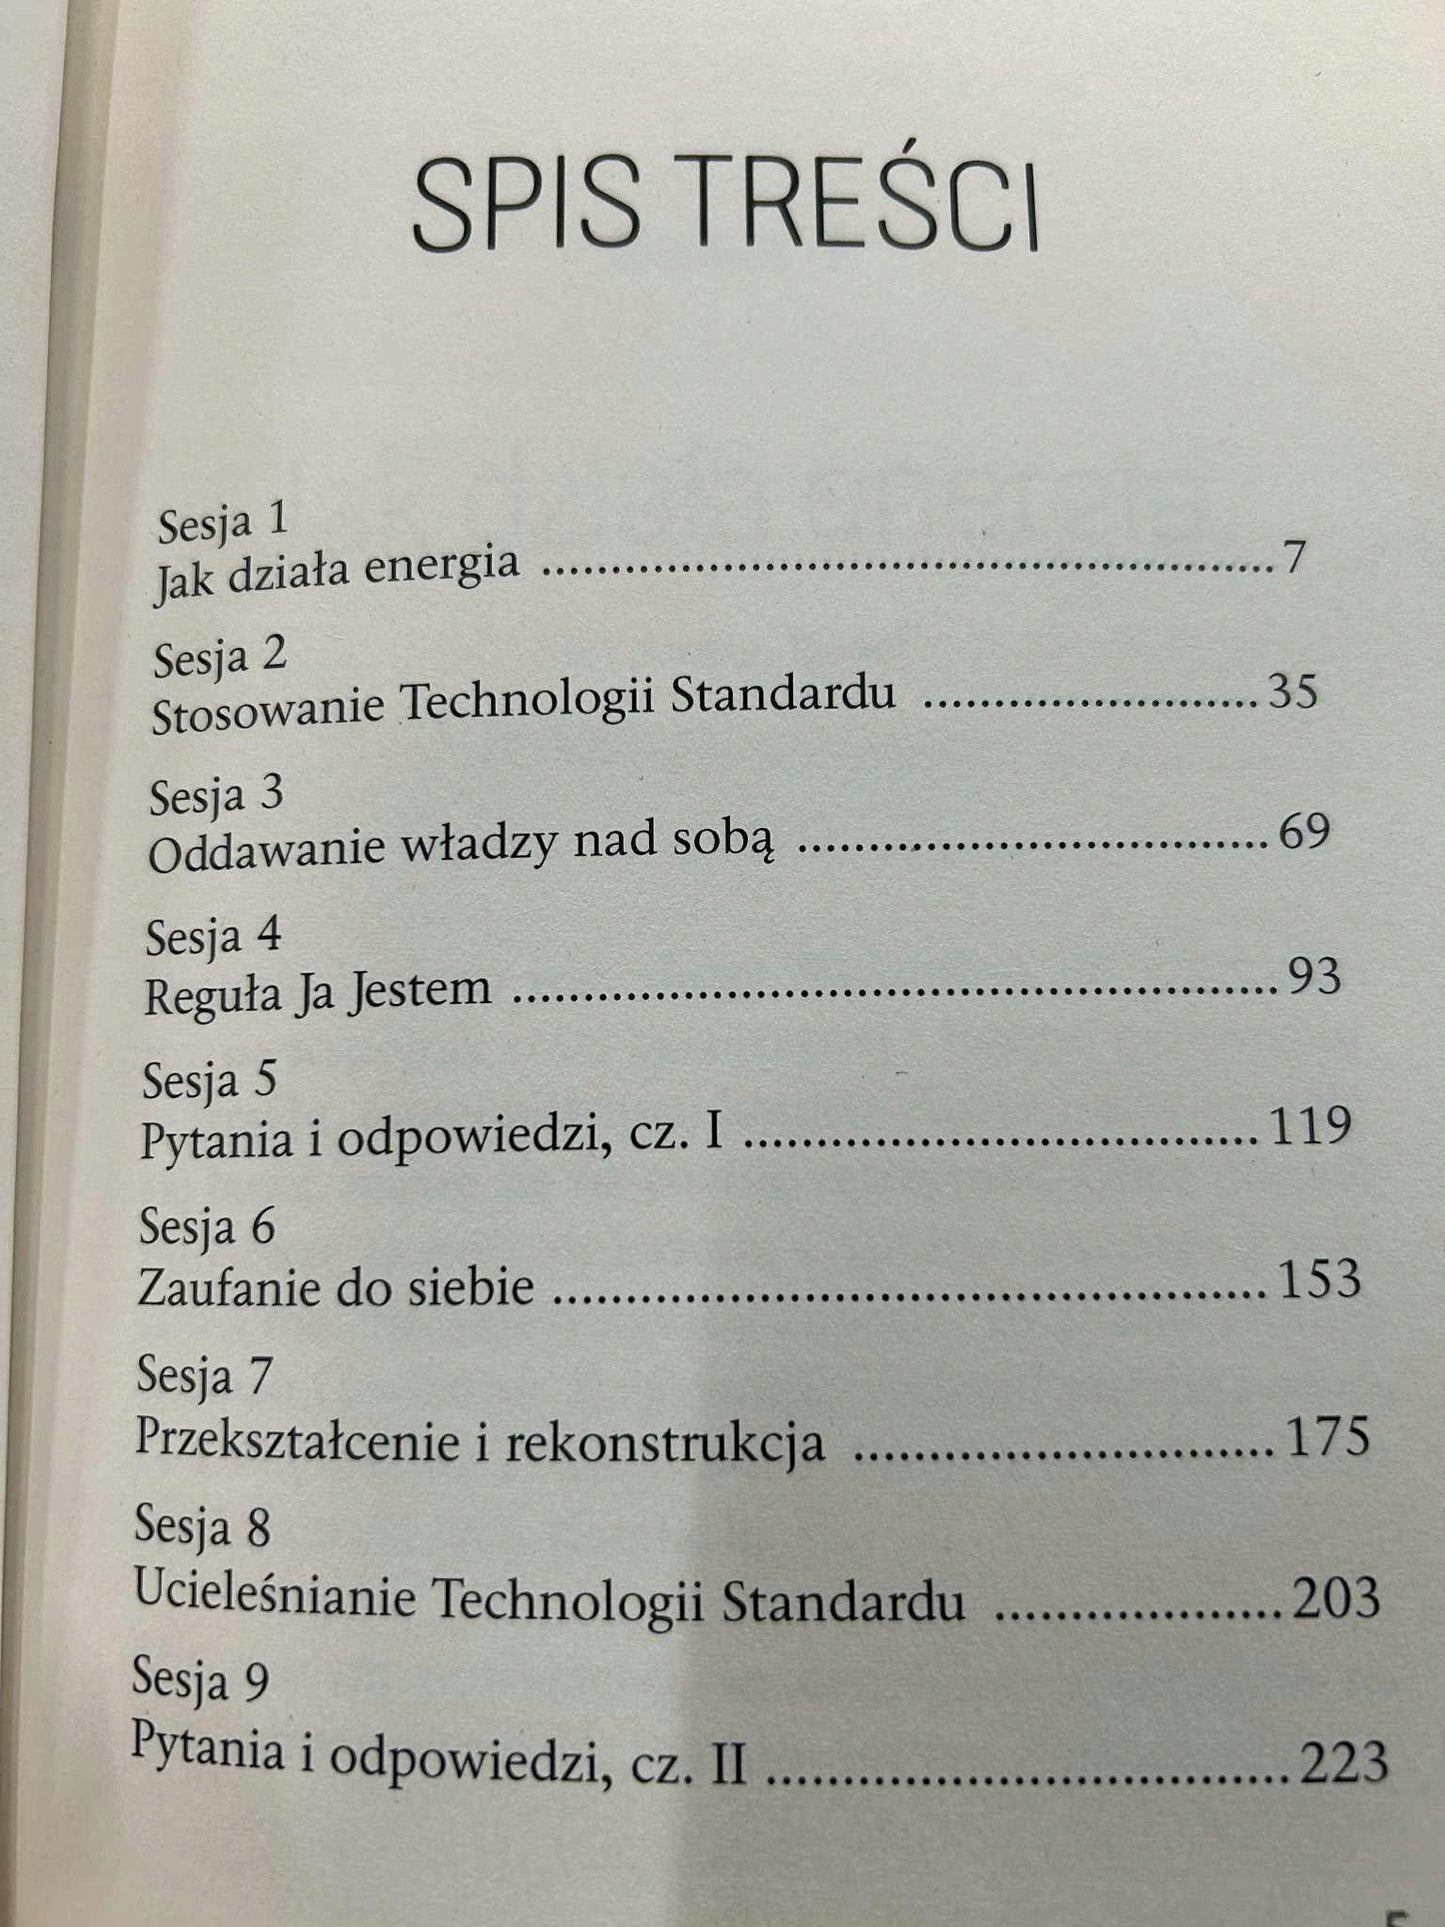 SPIS TREŚCI
Sesja 1
Jak działa energia ........................................................ 7
Sesja 2
Stosowanie Technologii Standardu ........................ 35
Sesja 3
Oddawanie władzy nad sobą .................................. 69
Sesja 4
Reguła Ja Jestem ...................................................... 93
Sesja 5
Pytania i odpowiedzi, cz. I ..................................... 119
Sesja 6
Zaufanie do siebie ................................................. 153
Sesja 7
Przekształcenie i rekonstrukcja ............................ 175
Sesja 8
Ucieleśnianie Technologii Standardu .................... 203
Sesja 9
Pytania i odpowiedzi, cz. II .................................... 223